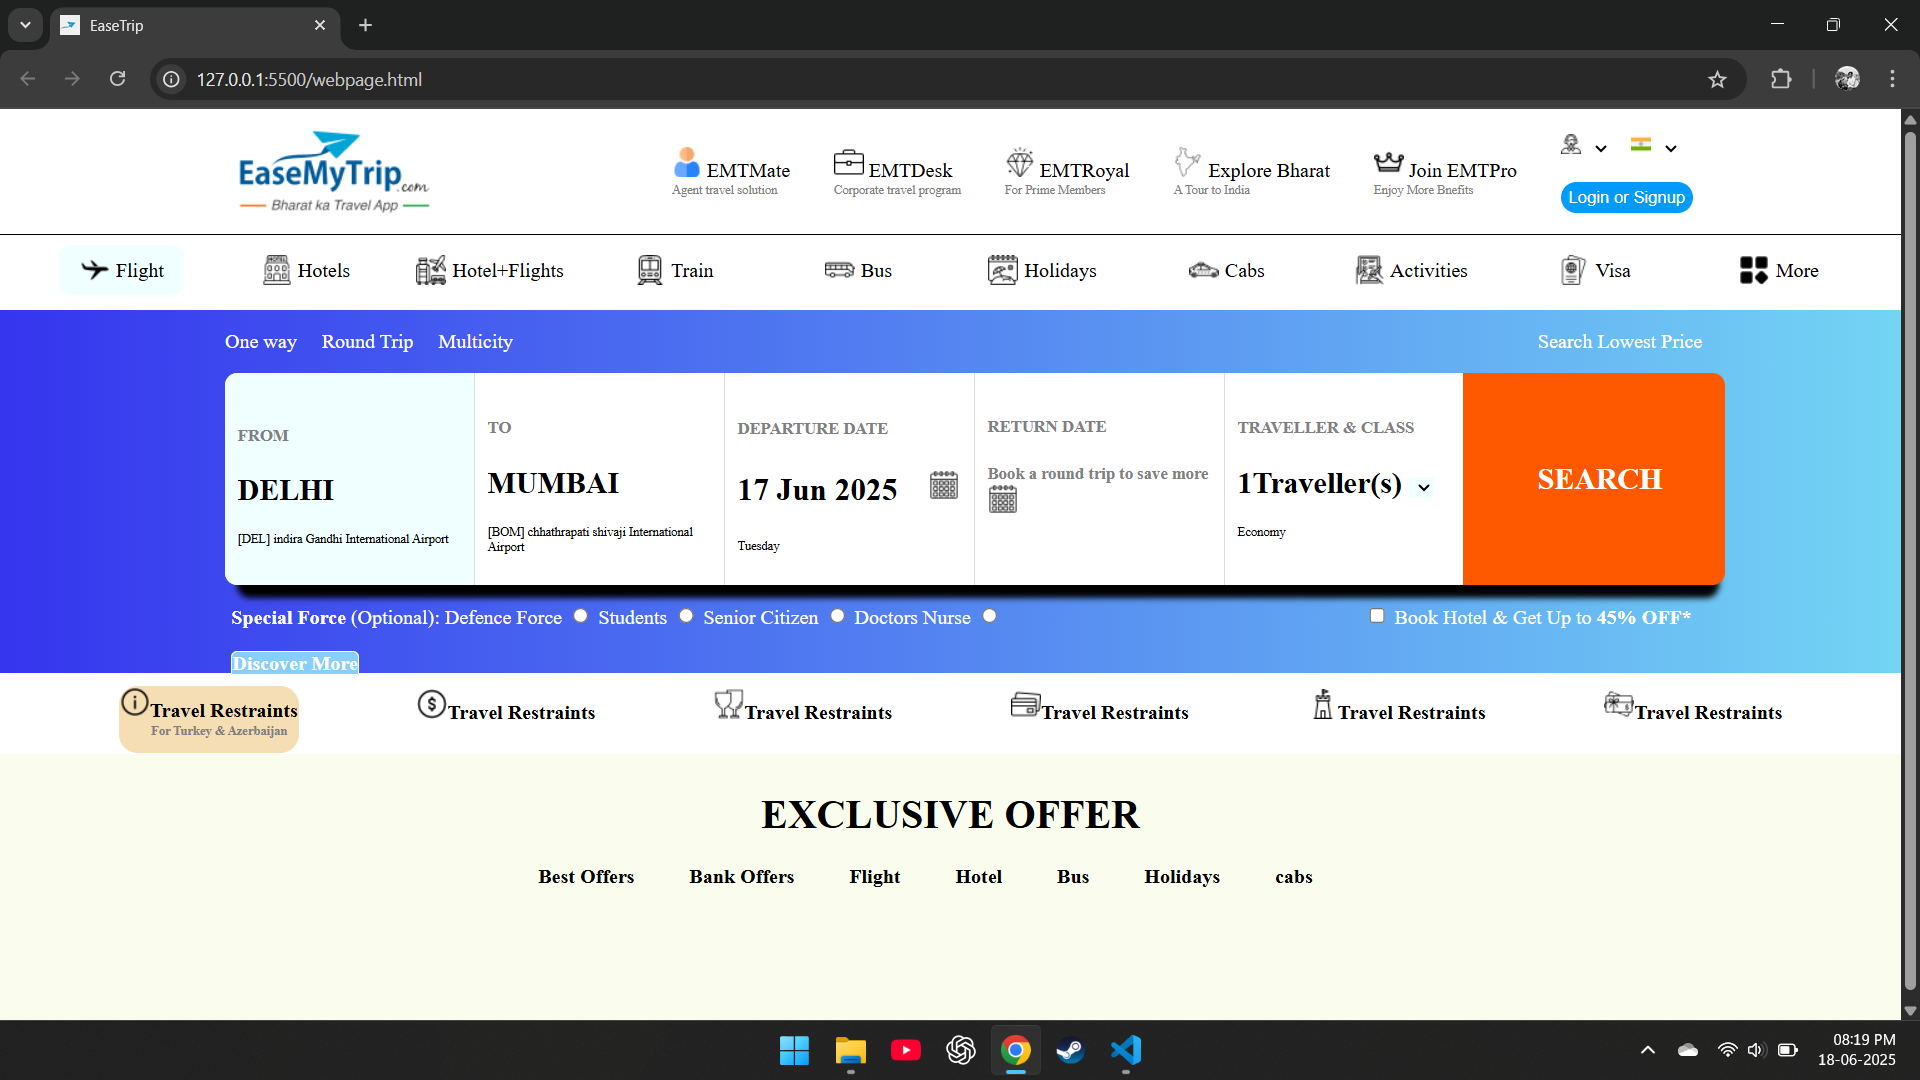 EaseTrip
127.0.0.1:5500/webpage.html
EaseMyTrip.com
Bharat ka Travel App
EMTMate
Agent travel solution
EMTDesk
Corporate travel program
EMTRoyal
For Prime Members
Explore Bharat
A Tour to India
Join EMTPro
Enjoy More Bnefits
Login or Signup
Flight
Hotels
Hotel+Flights
Train
Bus
Holidays
Cabs
Activities
Visa
More
One way
Round Trip
Multicity
Search Lowest Price
FROM
DELHI
[DEL] indira Gandhi International Airport
TO
MUMBAI
[BOM] chhathrapati shivaji International
Airport
DEPARTURE DATE
17 Jun 2025
Tuesday
RETURN DATE
Book a round trip to save more
TRAVELLER & CLASS
1Traveller(s)
Economy
SEARCH
Special Force (Optional): Defence Force Students Senior Citizen Doctors Nurse
Book Hotel & Get Up to 45% OFF*
Discover More
Travel Restraints
For Turkey & Azerbaijan
Travel Restraints
Travel Restraints
Travel Restraints
Travel Restraints
Travel Restraints
EXCLUSIVE OFFER
Best Offers
Bank Offers
Flight
Hotel
Bus
Holidays
cabs
08:19 PM
18-06-2025